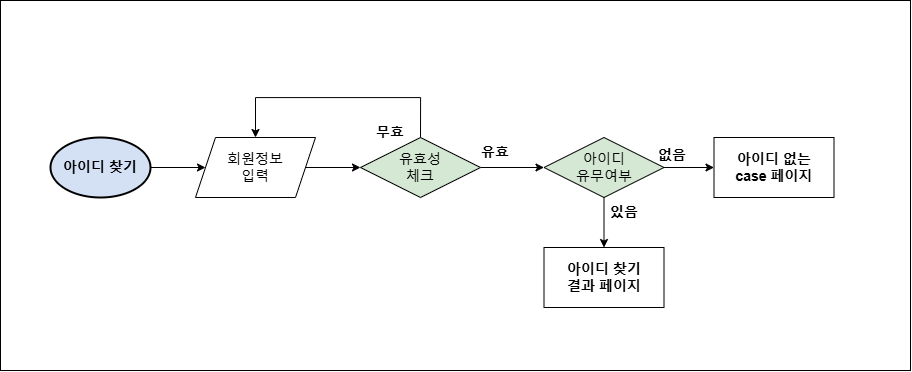 아이디 찾기
회원정보
입력
무효
유효성
체크
유효
아이디
유무여부
없음
아이디 없는
case 페이지
있음
아이디 찾기
결과 페이지